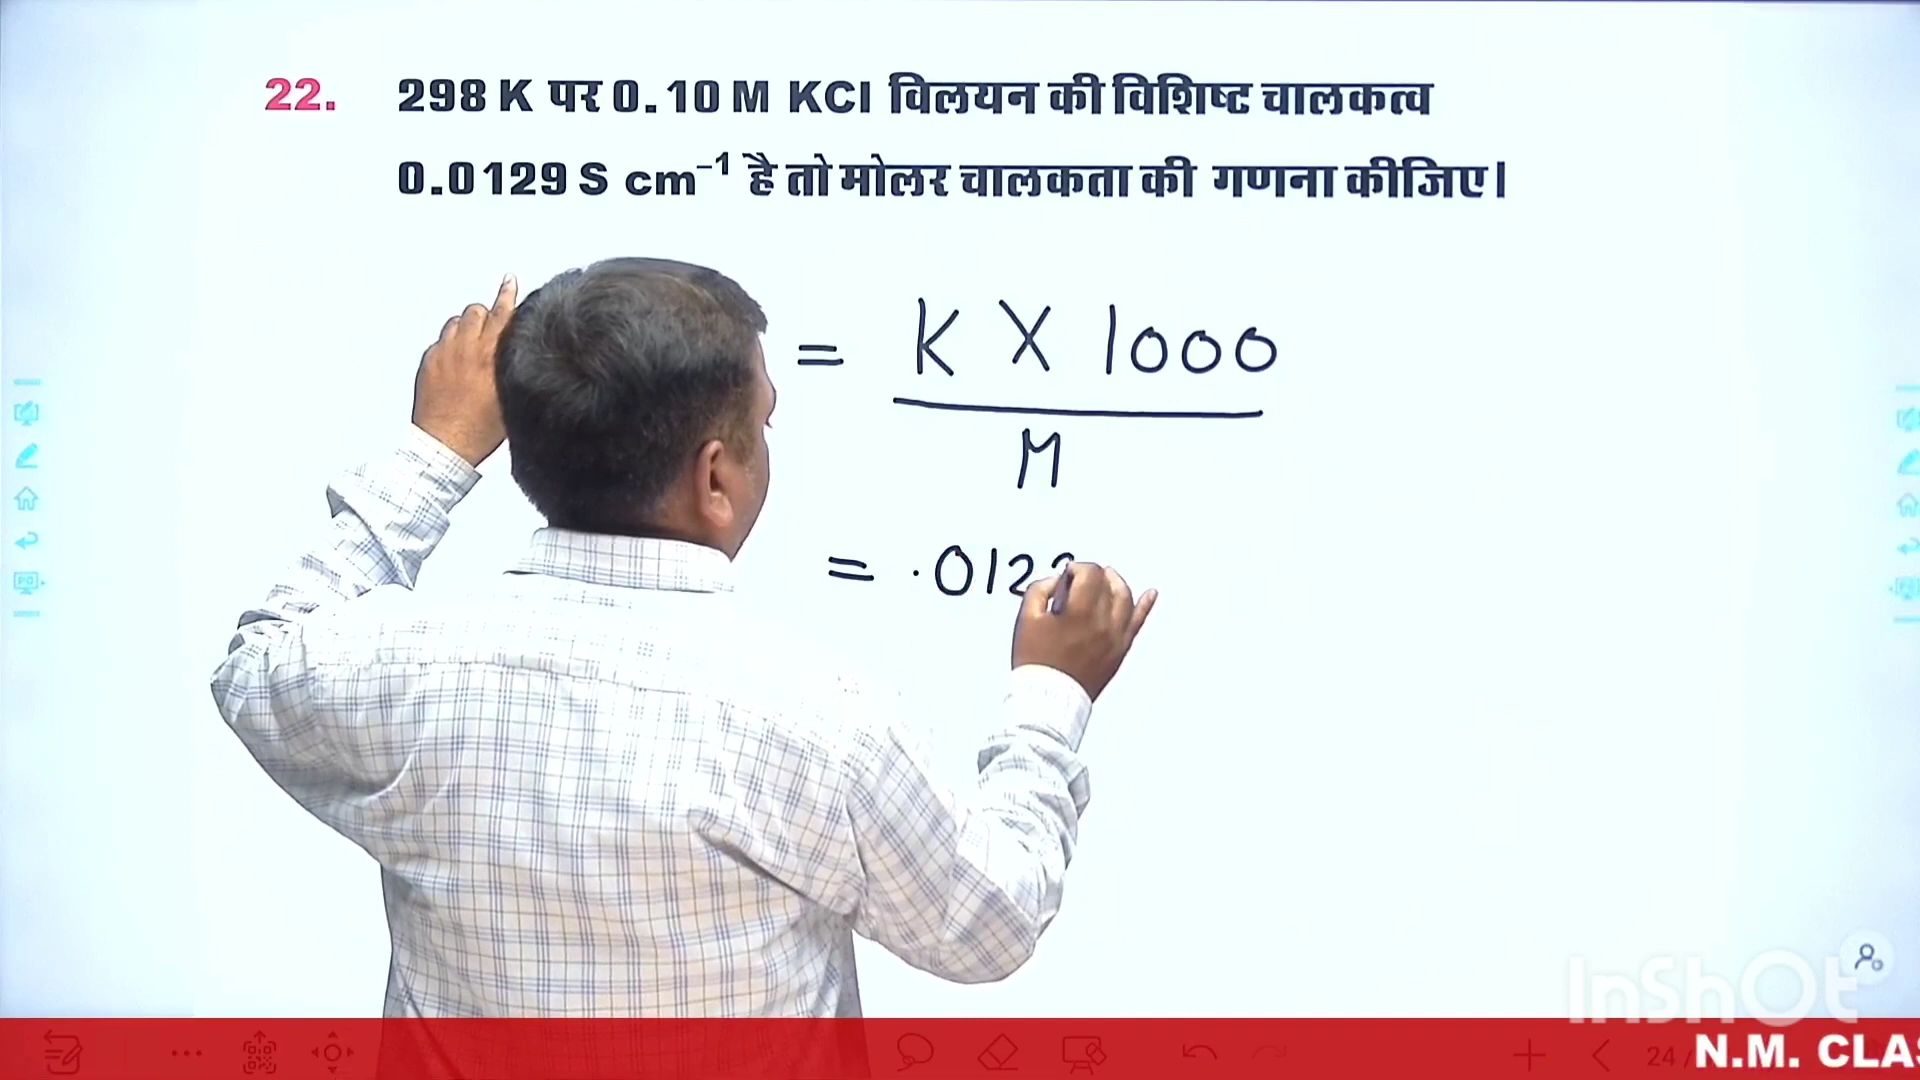 22. 298 K पर 0.10 M KCl विलयन की विशिष्ट चालकत्व
0.0129 S cm⁻¹ है तो मोलर चालकता की गणना कीजिए।
= K X 1000
M
= .012
InShOt
24 /
N.M. CLAS